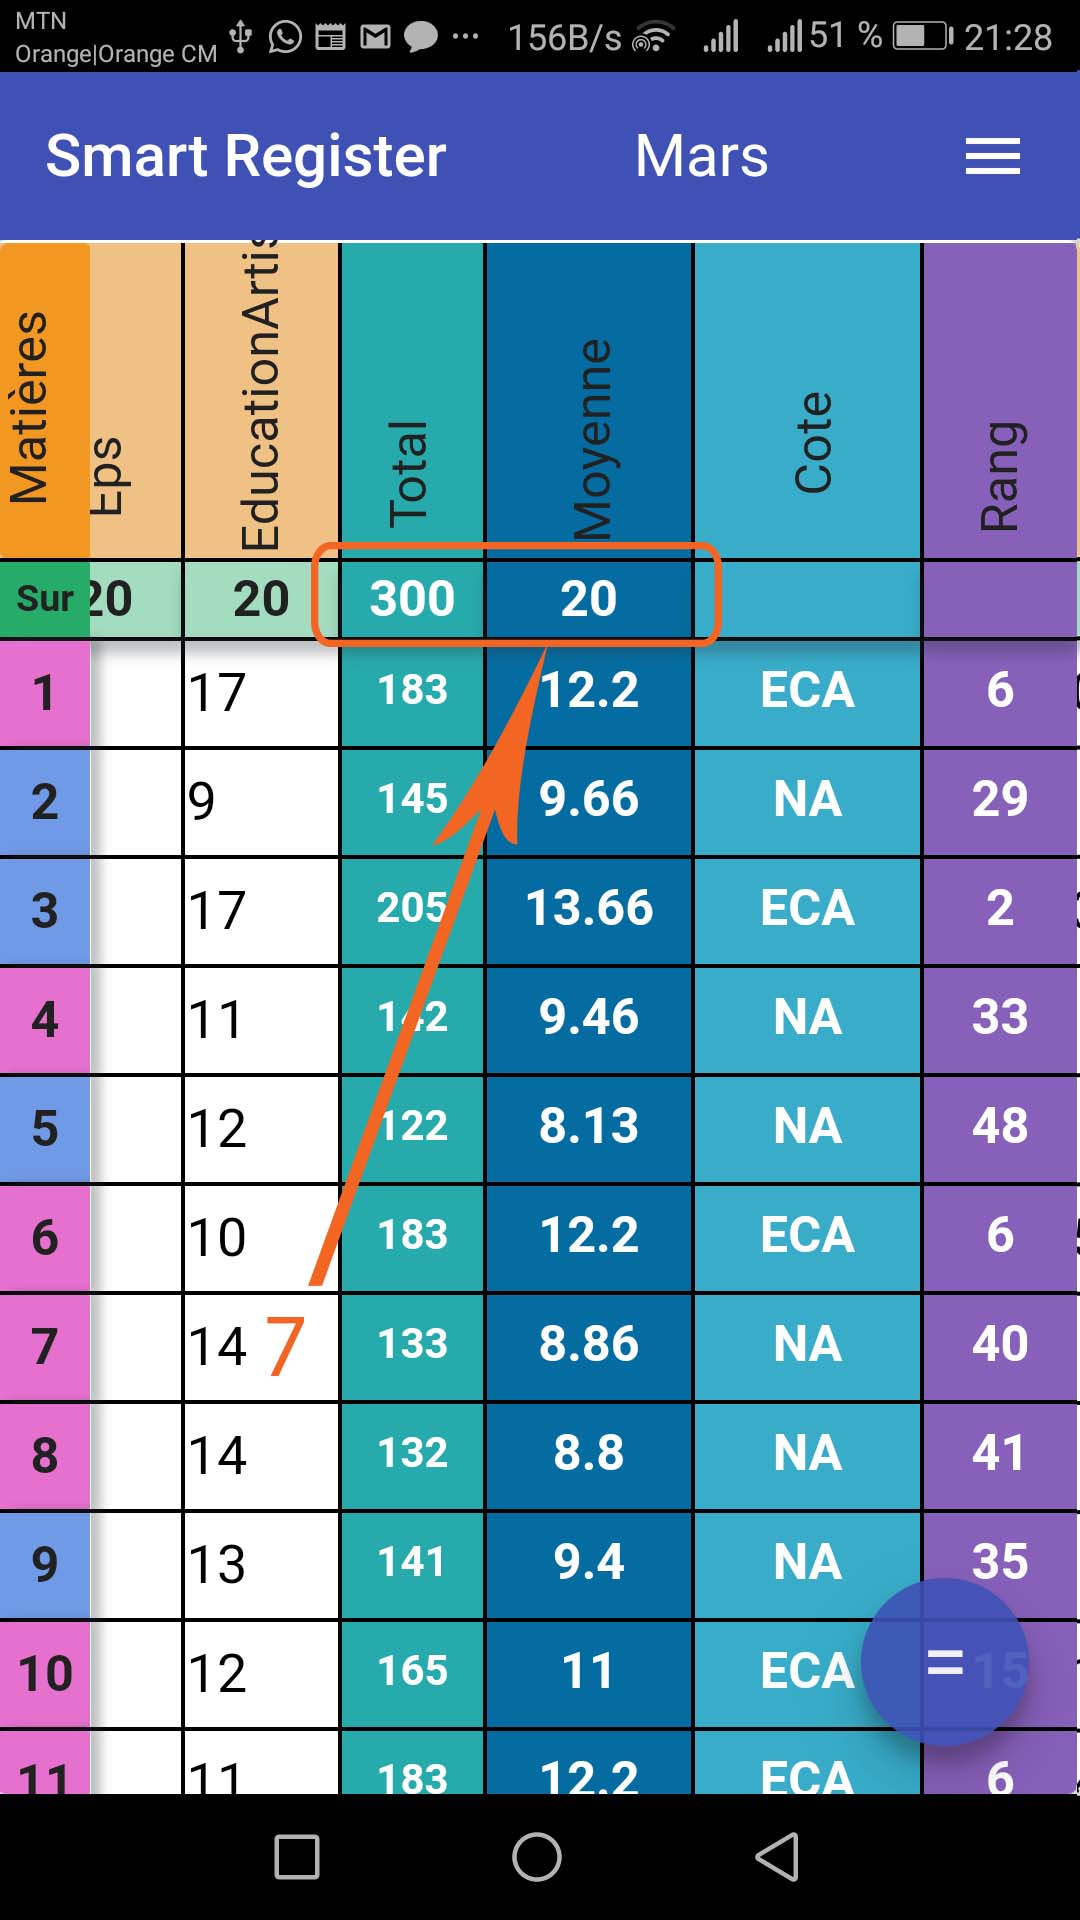 MTN
Orange|Orange CM 156B/s 51 % 21:28
Smart Register Mars
Matières Eps EducationArtis Total Moyenne Cote Rang
Sur 20 20 300 20
1 17 183 12.2 ECA 6
2 9 145 9.66 NA 29
3 17 205 13.66 ECA 2
4 11 142 9.46 NA 33
5 12 122 8.13 NA 48
6 10 183 12.2 ECA 6
7 14 7 133 8.86 NA 40
8 14 132 8.8 NA 41
9 13 141 9.4 NA 35
10 12 165 11 ECA = 15
11 11 183 12.2 ECA 6